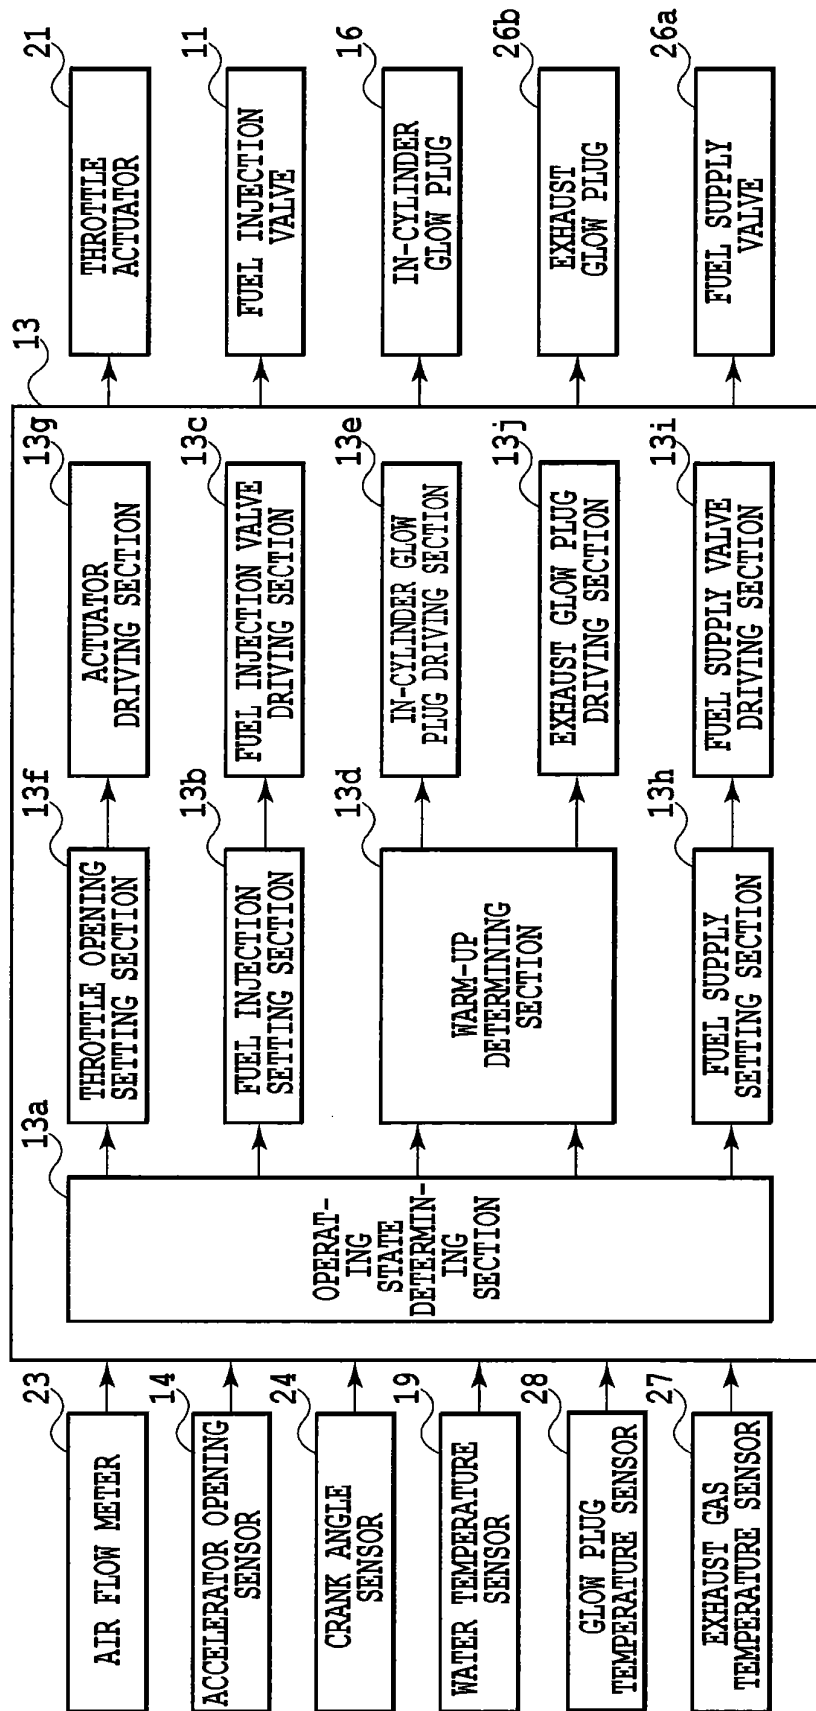 23
AIR FLOW METER
14
ACCELERATOR OPENING
SENSOR
24
CRANK ANGLE
SENSOR
19
WATER TEMPERATURE
SENSOR
28
GLOW PLUG
TEMPERATURE SENSOR
27
EXHAUST GAS
TEMPERATURE SENSOR
13
13a
OPERAT-
ING
STATE
DETERMIN-
ING
SECTION
13f
THROTTLE OPENING
SETTING SECTION
13b
FUEL INJECTION
SETTING SECTION
13d
WARM-UP
DETERMINING
SECTION
13h
FUEL SUPPLY
SETTING SECTION
13g
ACTUATOR
DRIVING SECTION
13c
FUEL INJECTION VALVE
DRIVING SECTION
13e
IN-CYLINDER GLOW
PLUG DRIVING SECTION
13j
EXHAUST GLOW PLUG
DRIVING SECTION
13i
FUEL SUPPLY VALVE
DRIVING SECTION
21
THROTTLE
ACTUATOR
11
FUEL INJECTION
VALVE
16
IN-CYLINDER
GLOW PLUG
26b
EXHAUST
GLOW PLUG
26a
FUEL SUPPLY
VALVE